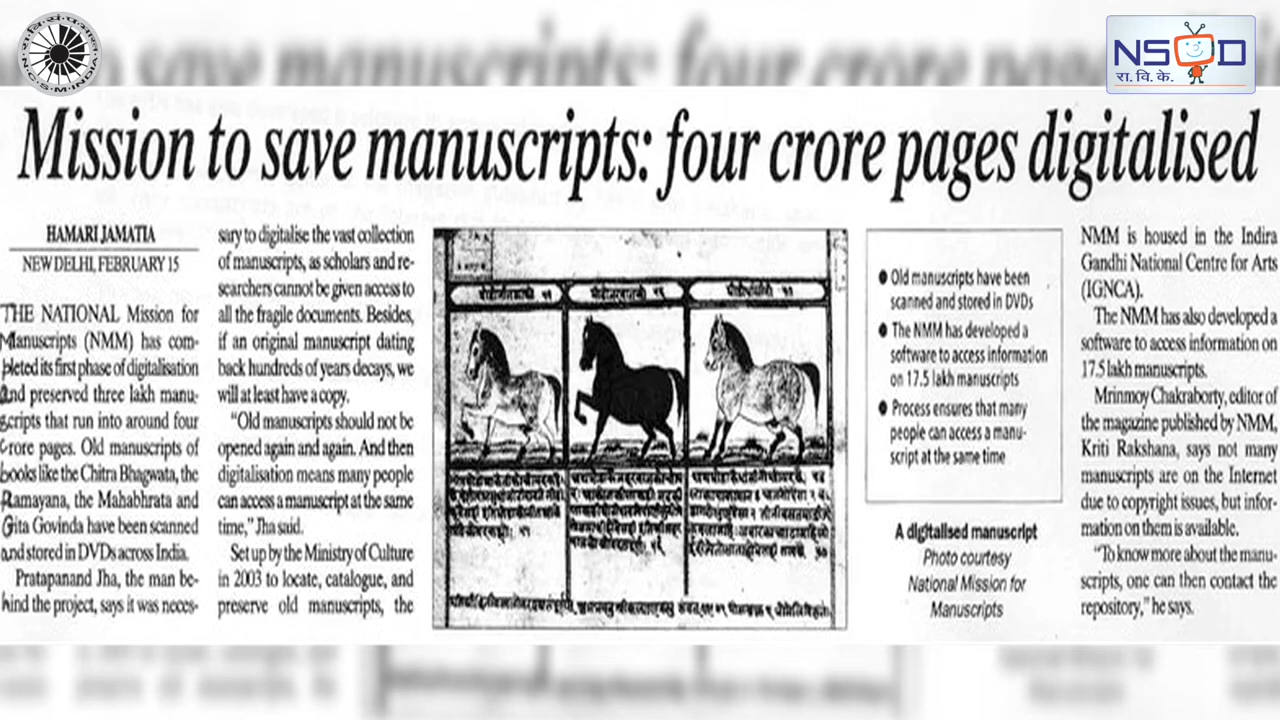 रा.वि.सं.प.भारत
N.C.S.M.INDIA
NSD
रा.वि.के.
Mission to save manuscripts: four crore pages digitalised
HAMARI JAMATIA
NEW DELHI, FEBRUARY 15
THE NATIONAL Mission for
Manuscripts (NMM) has com-
pleted its first phase of digitalisation
and preserved three lakh manu-
scripts that run into around four
crore pages. Old manuscripts of
books like the Chitra Bhagwata, the
Ramayana, the Mahabhrata and
Gita Govinda have been scanned
and stored in DVDs across India.
Pratapanand Jha, the man be-
hind the project, says it was neces-
sary to digitalise the vast collection
of manuscripts, as scholars and re-
searchers cannot be given access to
all the fragile documents. Besides,
if an original manuscript dating
back hundreds of years decays, we
will at least have a copy.
“Old manuscripts should not be
opened again and again. And then
digitalisation means many people
can access a manuscript at the same
time,” Jha said.
Set up by the Ministry of Culture
in 2003 to locate, catalogue, and
preserve old manuscripts, the
● Old manuscripts have been
scanned and stored in DVDs
● The NMM has developed a
software to access information
on 17.5 lakh manuscripts
● Process ensures that many
people can access a manu-
script at the same time
A digitalised manuscript
Photo courtesy
National Mission for
Manuscripts
NMM is housed in the Indira
Gandhi National Centre for Arts
(IGNCA).
The NMM has also developed a
software to access information on
17.5 lakh manuscripts.
Mrinmoy Chakraborty, editor of
the magazine published by NMM,
Kriti Rakshana, says not many
manuscripts are on the Internet
due to copyright issues, but infor-
mation on them is available.
“To know more about the manu-
scripts, one can then contact the
repository,” he says.